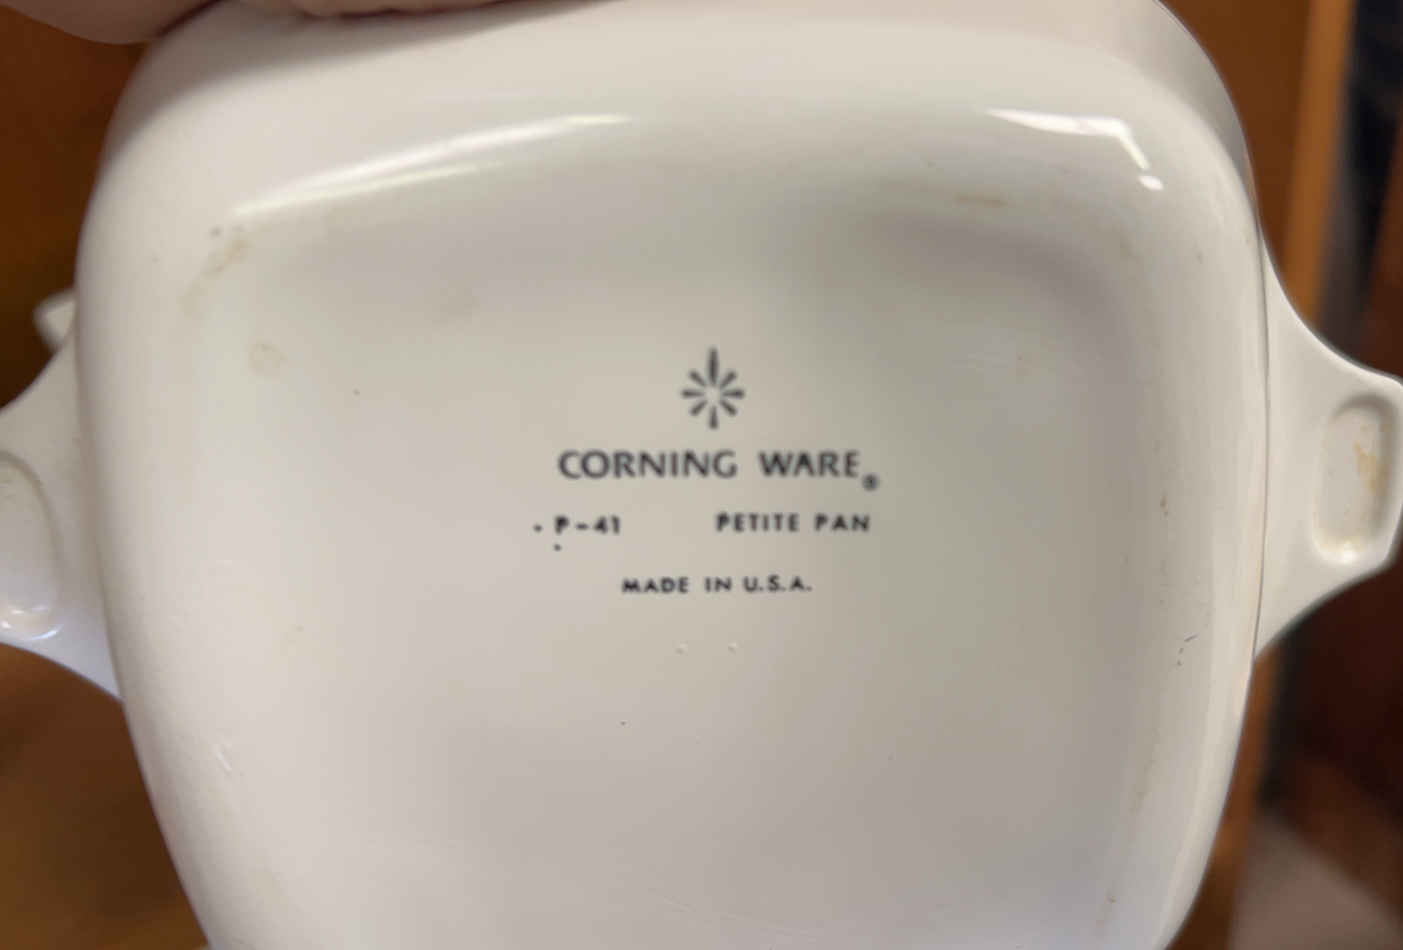 CORNING WARE®
P-41 PETITE PAN
MADE IN U.S.A.